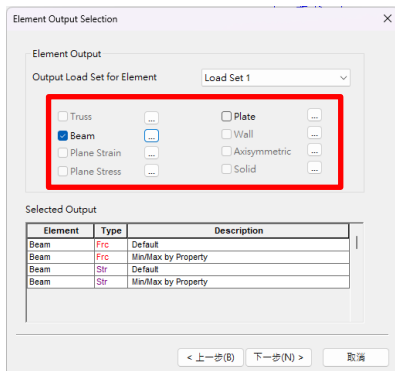 Element Output Selection
Element Output
Output Load Set for Element
Load Set 1
Truss ... Plate ...
Beam ... Wall ...
Plane Strain ... Axisymmetric ...
Plane Stress ... Solid ...
Selected Output
Element Type Description
Beam Frc Default
Beam Frc Min/Max by Property
Beam Str Default
Beam Str Min/Max by Property
< 上一步(B) 下一步(N) > 取消